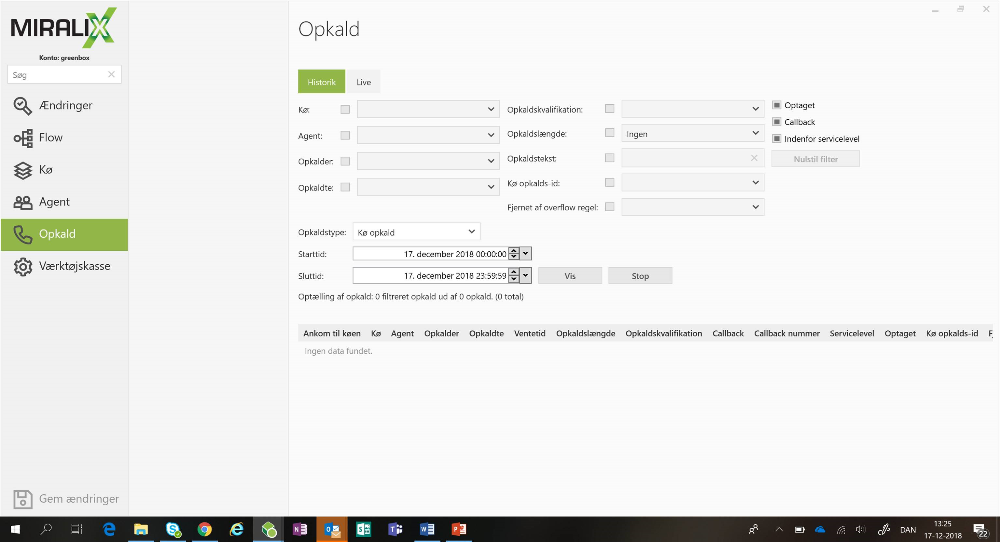 MIRALIX
Konto: greenbox
Søg
Ændringer
Flow
Kø
Agent
Opkald
Værktøjskasse
Gem ændringer
Opkald
Historik
Live
Kø:
Agent:
Opkalder:
Opkaldte:
Opkaldskvalifikation:
Opkaldslængde:
Ingen
Opkaldstekst:
Kø opkalds-id:
Fjernet af overflow regel:
Optaget
Callback
Indenfor servicelevel
Nulstil filter
Opkaldstype:
Kø opkald
Starttid:
17. december 2018 00:00:00
Sluttid:
17. december 2018 23:59:59
Vis
Stop
Optælling af opkald: 0 filtreret opkald ud af 0 opkald. (0 total)
Ankom til køen Kø Agent Opkalder Opkaldte Ventetid Opkaldslængde Opkaldskvalifikation Callback Callback nummer Servicelevel Optaget Kø opkalds-id
Ingen data fundet.
DAN
13:25
17-12-2018
22